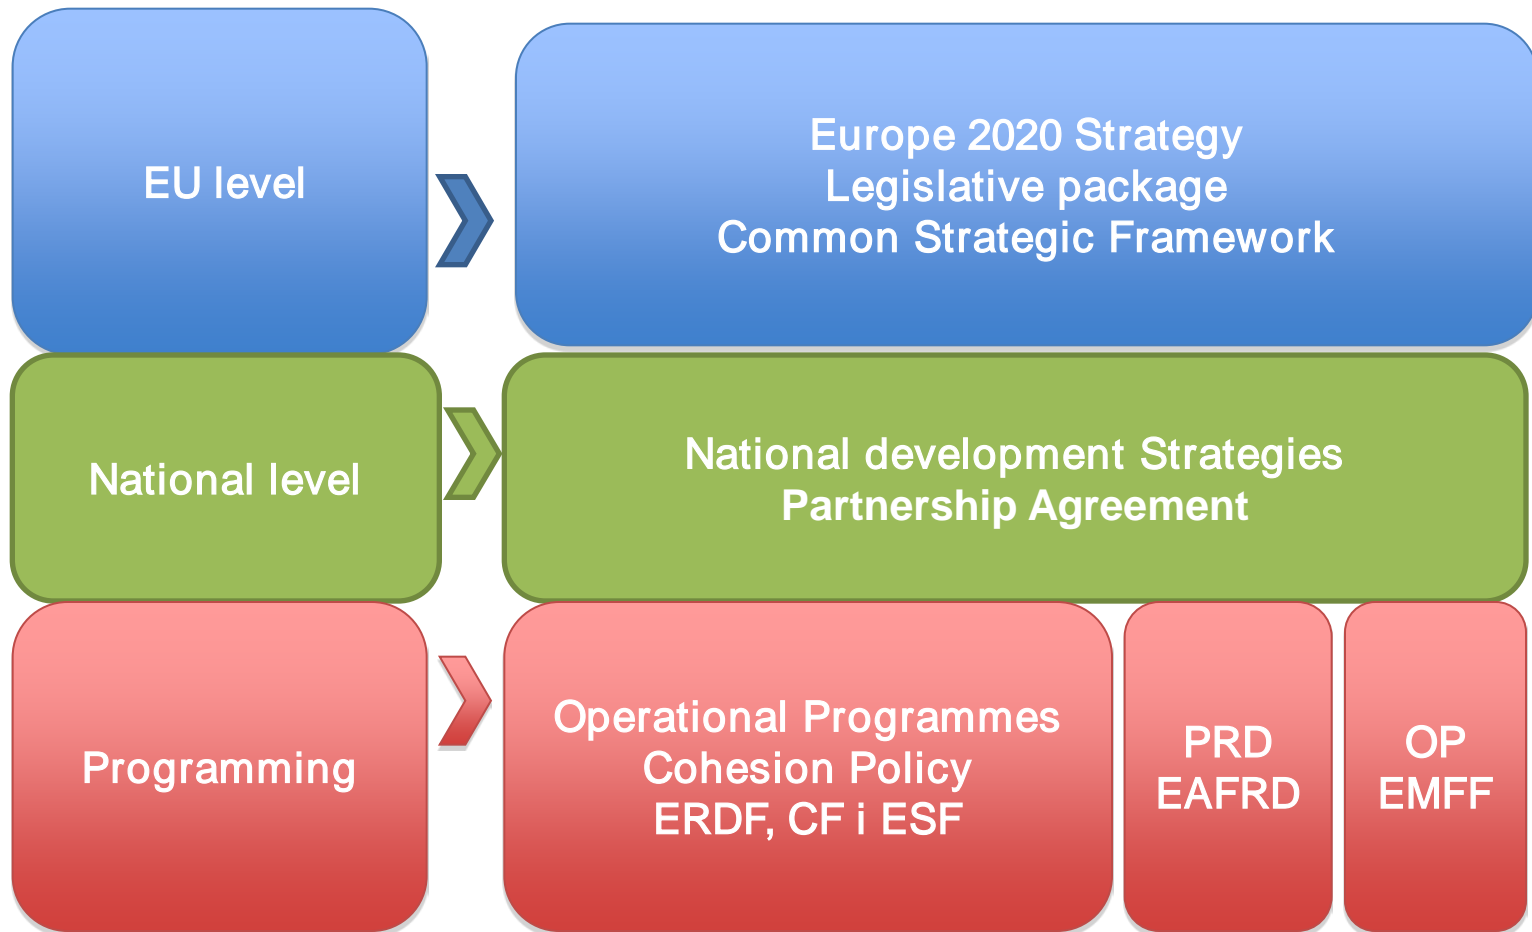 EU level
Europe 2020 Strategy
Legislative package
Common Strategic Framework
National level
National development Strategies
Partnership Agreement
Programming
Operational Programmes
Cohesion Policy
ERDF, CF i ESF
PRD
EAFRD
OP
EMFF